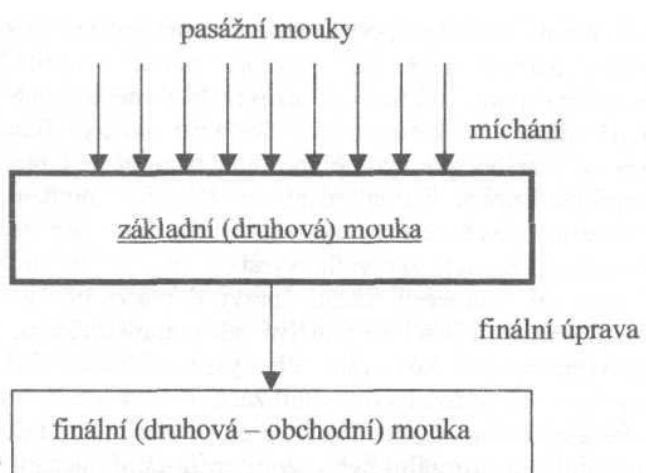 pasážní mouky
míchání
základní (druhová) mouka
finální úprava
finální (druhová – obchodní) mouka